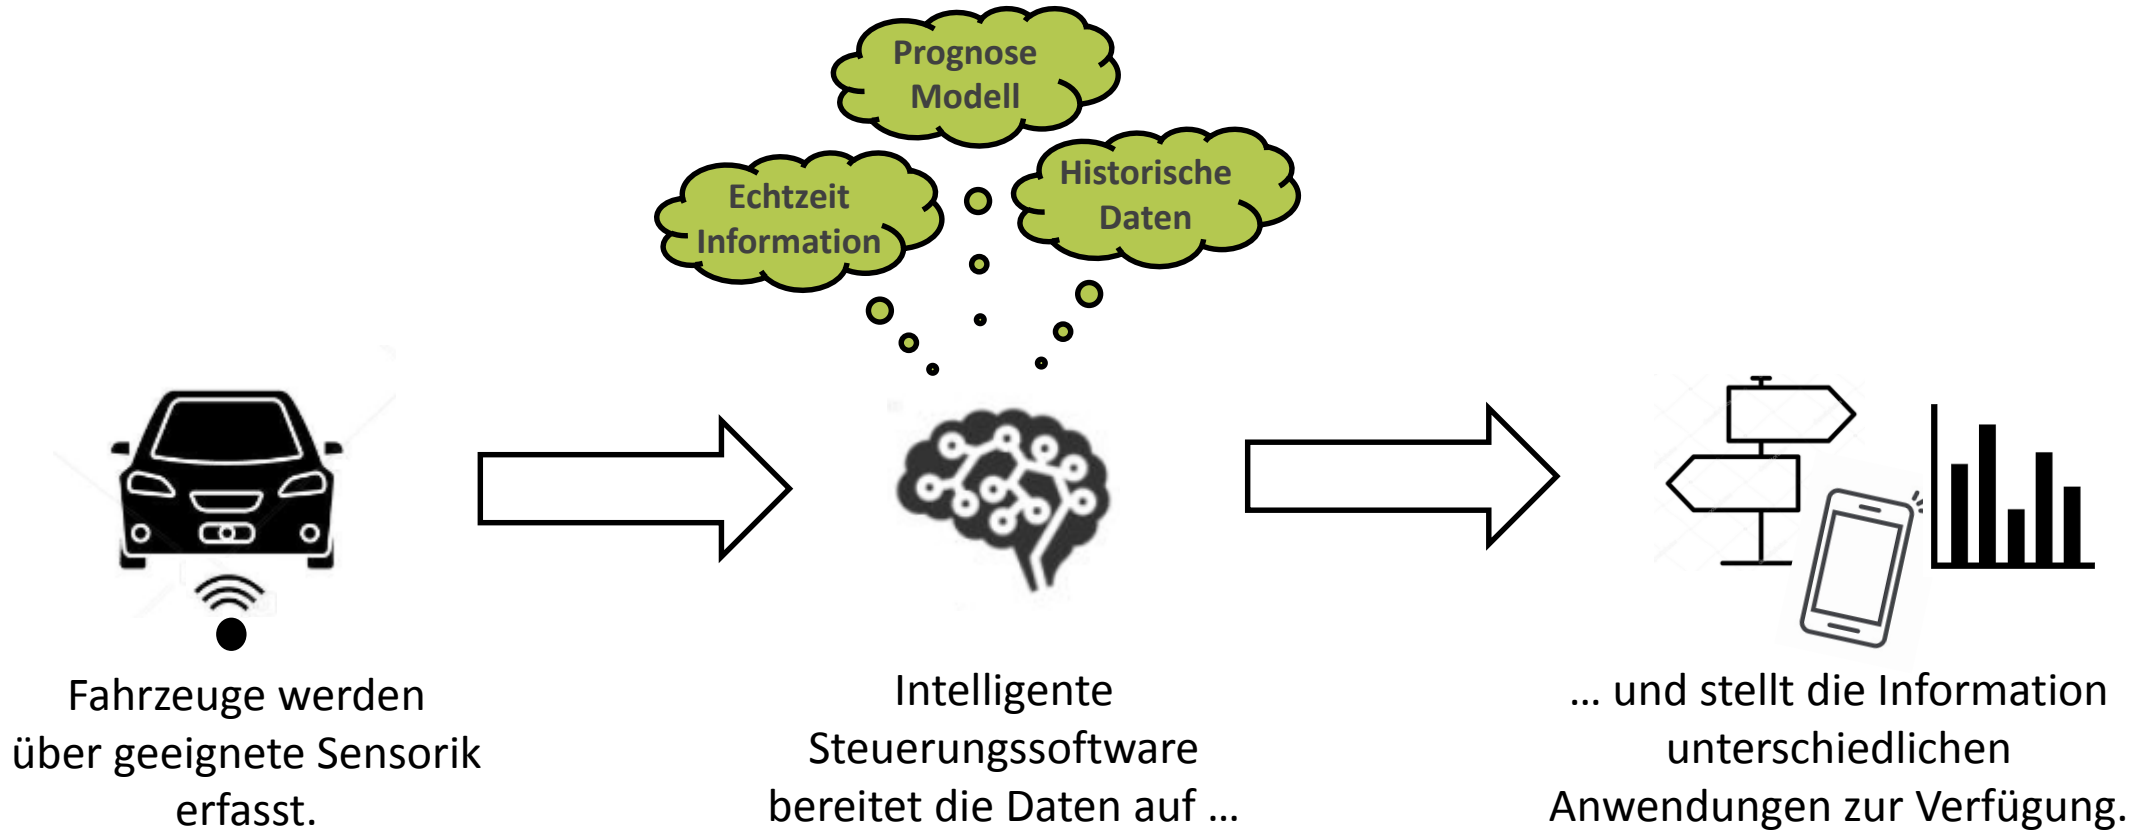 Prognose
Modell
Echtzeit
Information
Historische
Daten
Fahrzeuge werden
über geeignete Sensorik
erfasst.
Intelligente
Steuerungssoftware
bereitet die Daten auf ...
... und stellt die Information
unterschiedlichen
Anwendungen zur Verfügung.